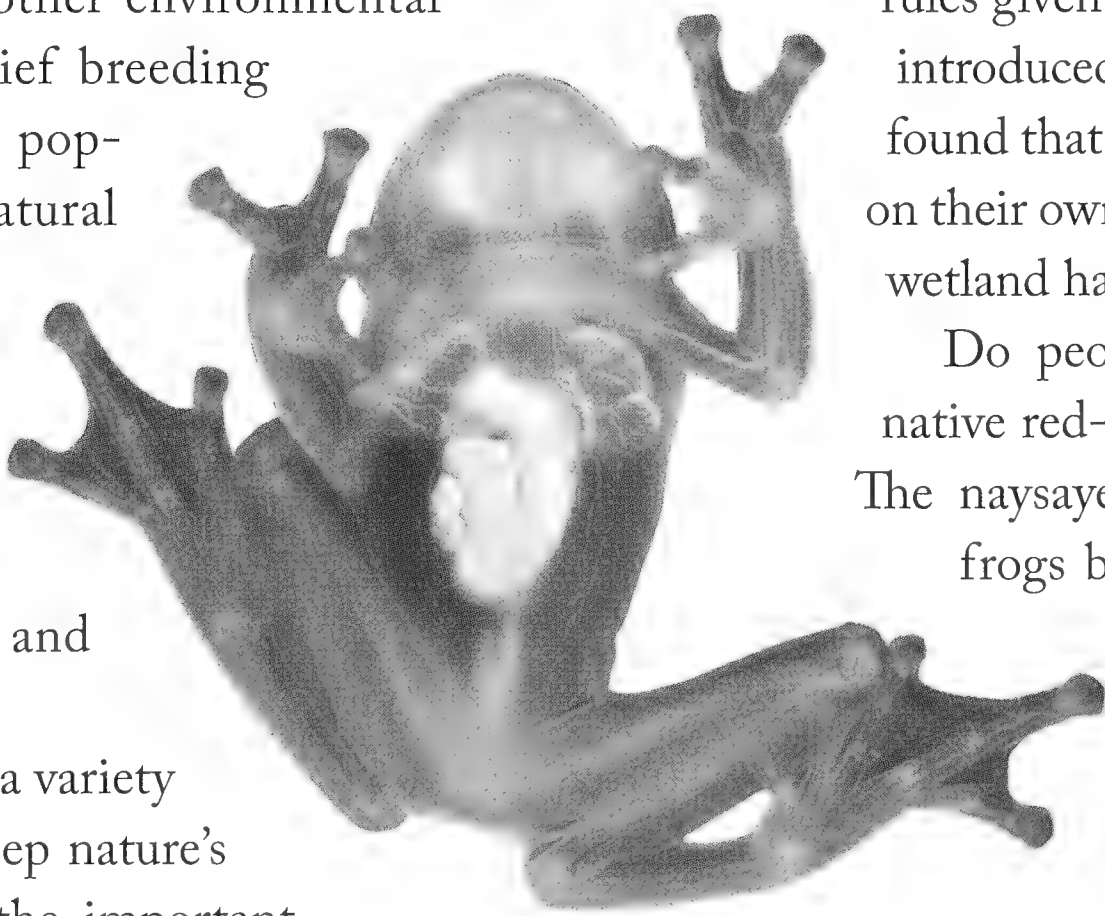 other environmental
ief breeding
pop-
atural
and
a variety
ep nature's
the important
rules given
introduced
found that
on their own
wetland ha
Do peo
native red-
The naysaye
frogs b